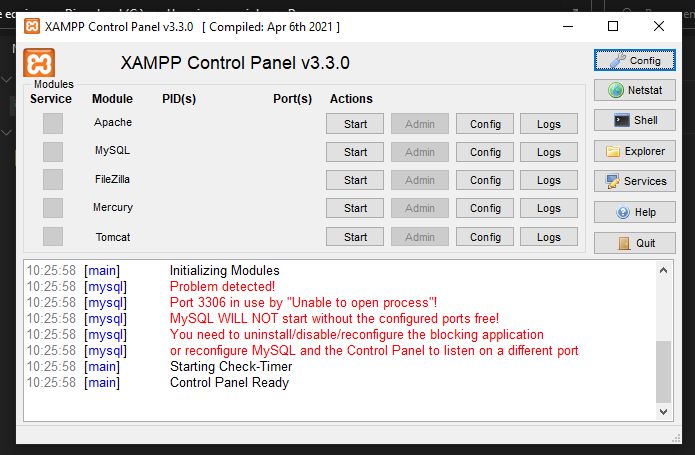 XAMPP Control Panel v3.3.0 [ Compiled: Apr 6th 2021 ]
XAMPP Control Panel v3.3.0
Config
Modules
Service Module PID(s) Port(s) Actions
Netstat
Apache Start Admin Config Logs
Shell
MySQL Start Admin Config Logs
Explorer
FileZilla Start Admin Config Logs
Services
Mercury Start Admin Config Logs
Help
Tomcat Start Admin Config Logs
Quit
10:25:58 [main] Initializing Modules
10:25:58 [mysql] Problem detected!
10:25:58 [mysql] Port 3306 in use by "Unable to open process"!
10:25:58 [mysql] MySQL WILL NOT start without the configured ports free!
10:25:58 [mysql] You need to uninstall/disable/reconfigure the blocking application
10:25:58 [mysql] or reconfigure MySQL and the Control Panel to listen on a different port
10:25:58 [main] Starting Check-Timer
10:25:58 [main] Control Panel Ready